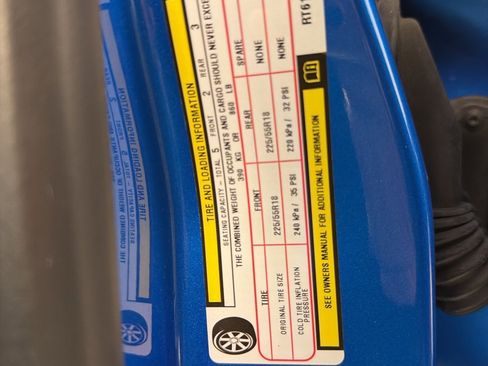 TIRE AND LOADING INFORMATION
SEATING CAPACITY - TOTAL 5 FRONT 2 REAR 3
THE COMBINED WEIGHT OF OCCUPANTS AND CARGO SHOULD NEVER EXCE
390 KG OR 860 LB
TIRE FRONT REAR SPARE
ORIGINAL TIRE SIZE 225/55R18 225/55R18 NONE
COLD TIRE INFLATION PRESSURE 240 kPa / 35 PSI 220 kPa / 32 PSI NONE
SEE OWNERS MANUAL FOR ADDITIONAL INFORMATION
RT61